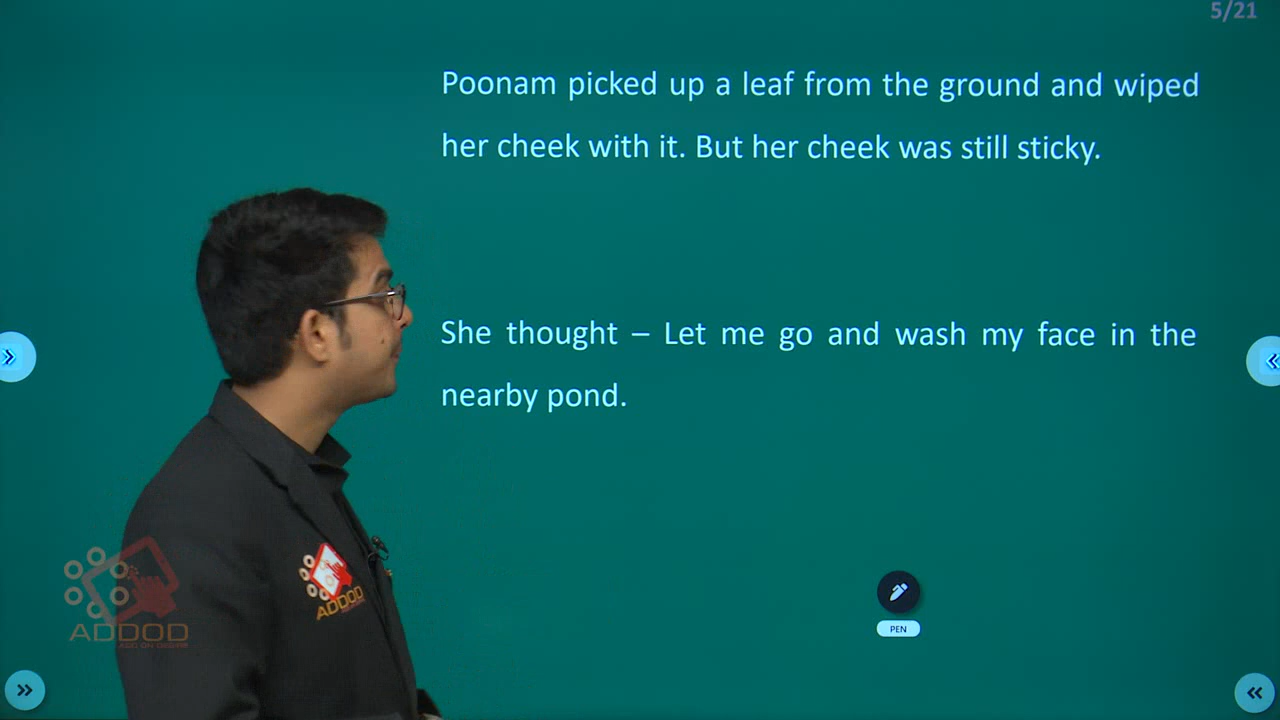 5/21
Poonam picked up a leaf from the ground and wiped
her cheek with it. But her cheek was still sticky.
She thought – Let me go and wash my face in the
nearby pond.
ADDOD
PEN
ADDOD